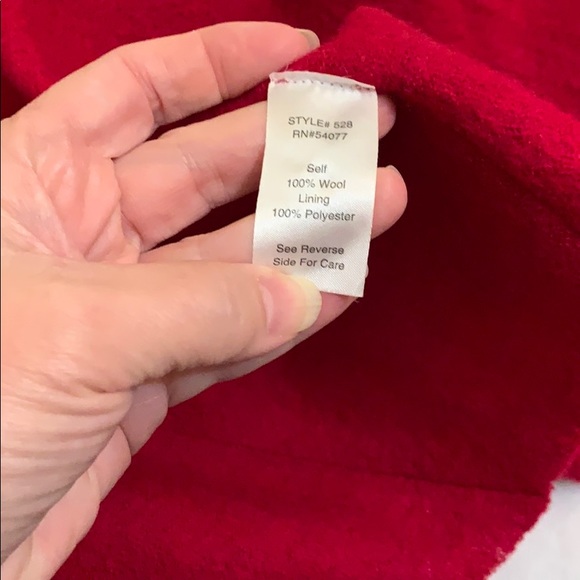 STYLE# 528
RN#54077
Self
100% Wool
Lining
100% Polyester
See Reverse
Side For Care